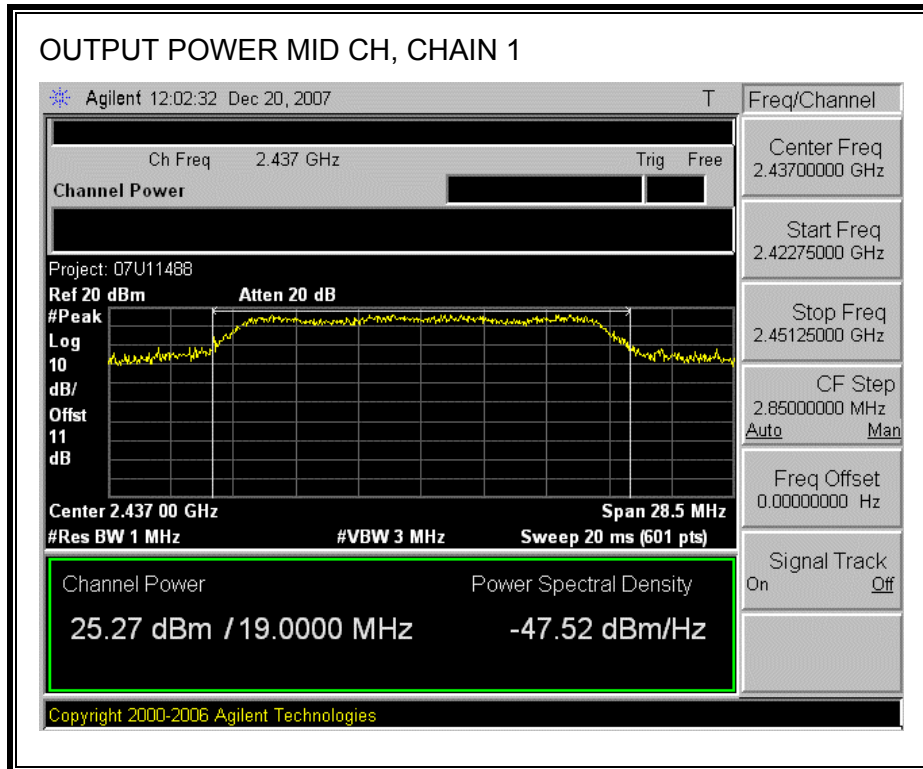 OUTPUT POWER MID CH, CHAIN 1
Agilent 12:02:32 Dec 20, 2007 T
Freq/Channel
Ch Freq 2.437 GHz Trig Free
Channel Power
Center Freq
2.43700000 GHz
Start Freq
2.42275000 GHz
Stop Freq
2.45125000 GHz
CF Step
2.85000000 MHz
Auto Man
Freq Offset
0.00000000 Hz
Signal Track
On Off
Project: 07U11488
Ref 20 dBm Atten 20 dB
#Peak
Log
10
dB/
Offst
11
dB
Center 2.437 00 GHz Span 28.5 MHz
#Res BW 1 MHz #VBW 3 MHz Sweep 20 ms (601 pts)
Channel Power Power Spectral Density
25.27 dBm / 19.0000 MHz -47.52 dBm/Hz
Copyright 2000-2006 Agilent Technologies